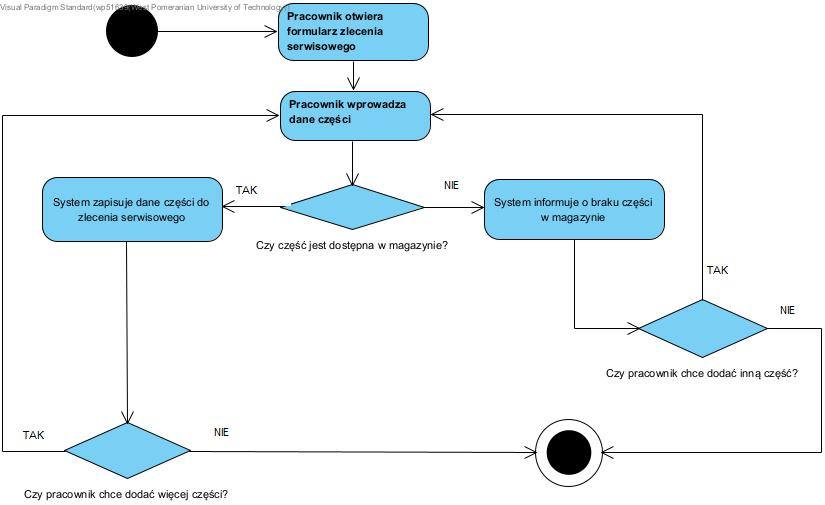 Visual Paradigm Standard(wp5163 West Pomeranian University of Technology
Pracownik otwiera
formularz zlecenia
serwisowego
Pracownik wprowadza
dane części
TAK
NIE
System zapisuje dane części do
zlecenia serwisowego
System informuje o braku części
w magazynie
Czy część jest dostępna w magazynie?
TAK
NIE
Czy pracownik chce dodać inną część?
TAK
NIE
Czy pracownik chce dodać więcej części?